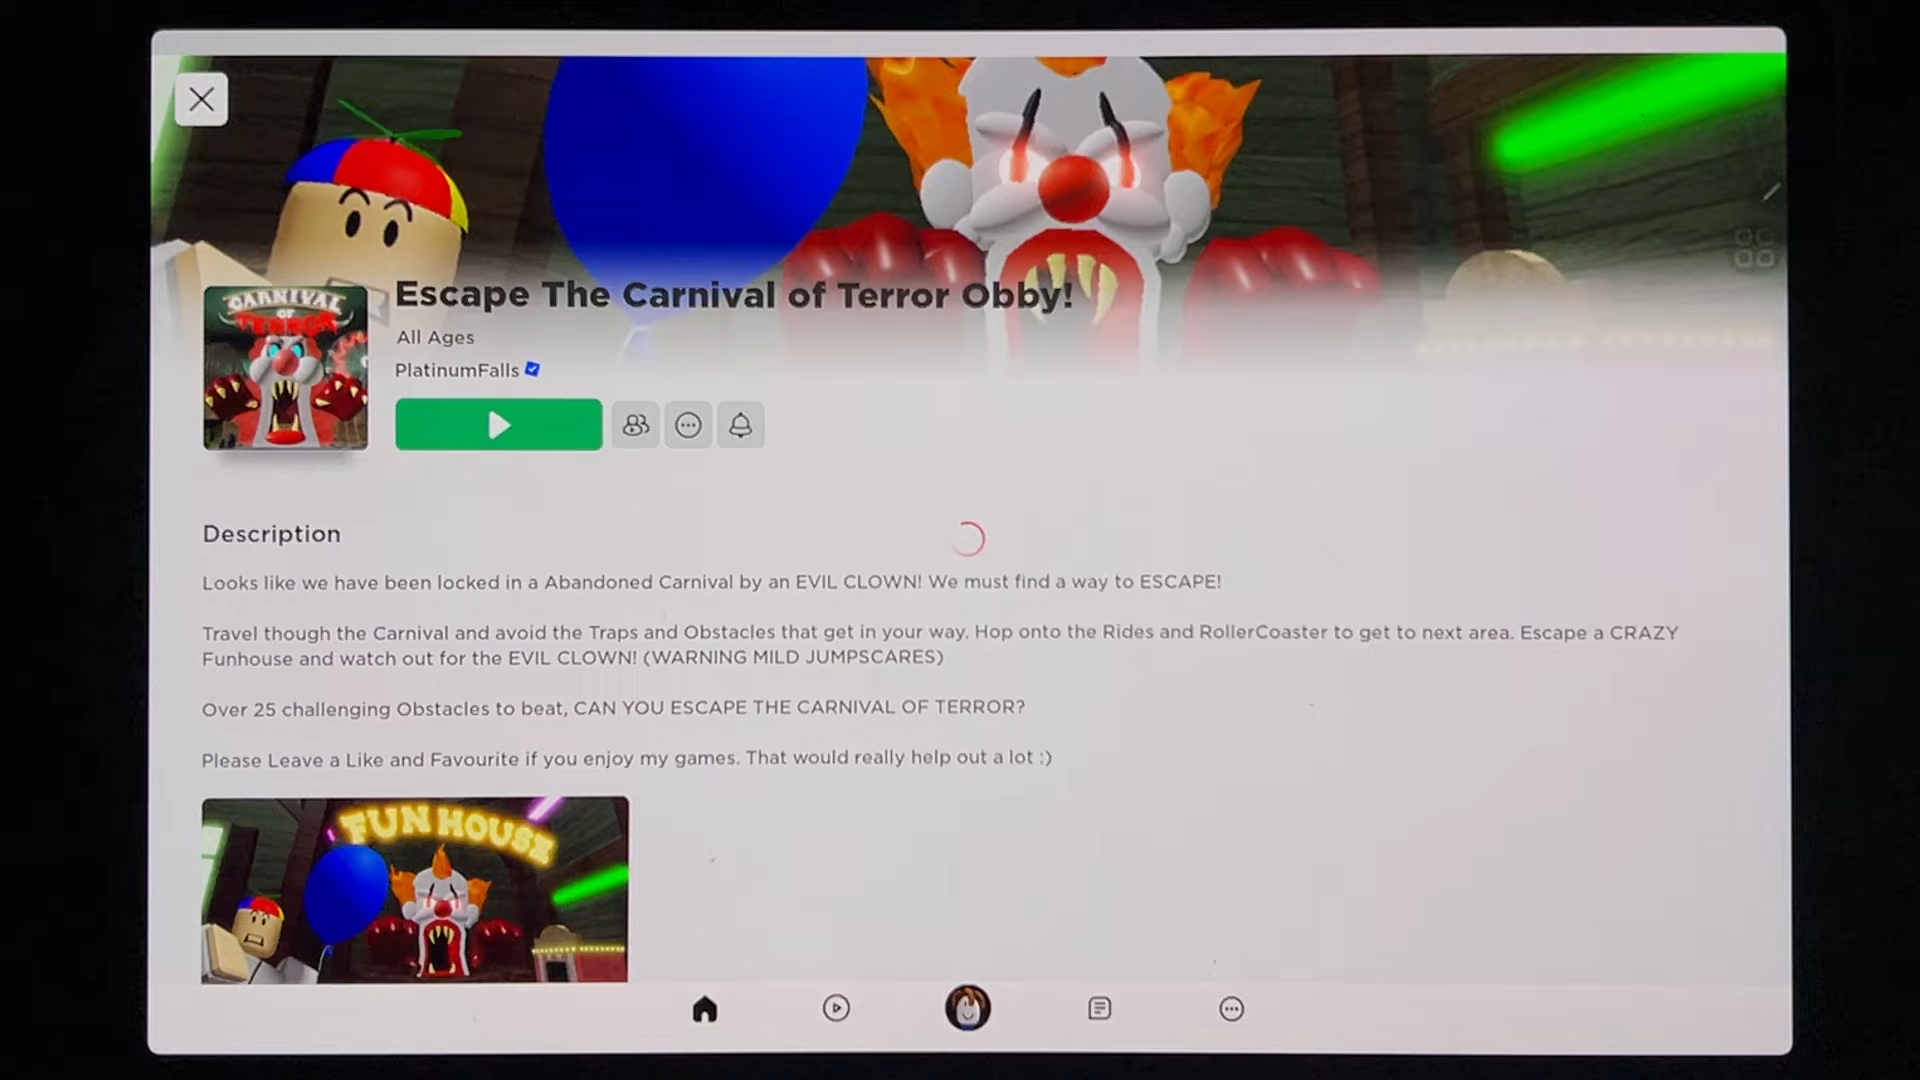 Escape The Carnival of Terror Obby!
CARNIVAL
OF
TERROR
All Ages
PlatinumFalls
Description
Looks like we have been locked in a Abandoned Carnival by an EVIL CLOWN! We must find a way to ESCAPE!
Travel though the Carnival and avoid the Traps and Obstacles that get in your way. Hop onto the Rides and RollerCoaster to get to next area. Escape a CRAZY
Funhouse and watch out for the EVIL CLOWN! (WARNING MILD JUMPSCARES)
Over 25 challenging Obstacles to beat, CAN YOU ESCAPE THE CARNIVAL OF TERROR?
Please Leave a Like and Favourite if you enjoy my games. That would really help out a lot :)
FUN HOUSE